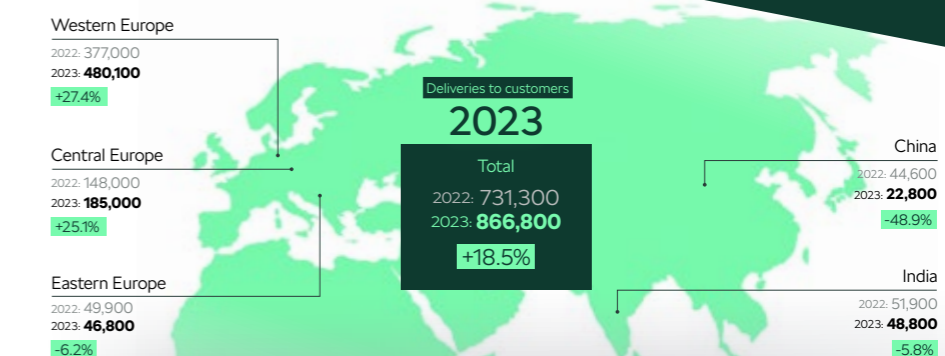 Western Europe
2022: 377,000
2023: 480,100
+27.4%
Central Europe
2022: 148,000
2023: 185,000
+25.1%
Eastern Europe
2022: 49,900
2023: 46,800
-6.2%
Deliveries to customers
2023
Total
2022: 731,300
2023: 866,800
+18.5%
China
2022: 44,600
2023: 22,800
-48.9%
India
2022: 51,900
2023: 48,800
-5.8%